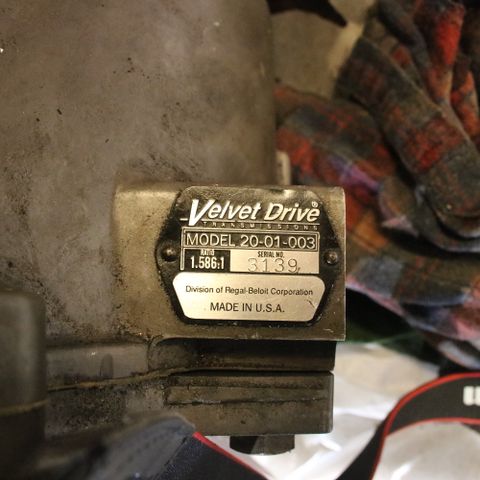 Velvet Drive®
TRANSMISSIONS
MODEL 20-01-003
RATIO SERIAL NO.
1.586:1 3139
Division of Regal-Beloit Corporation
MADE IN U.S.A.